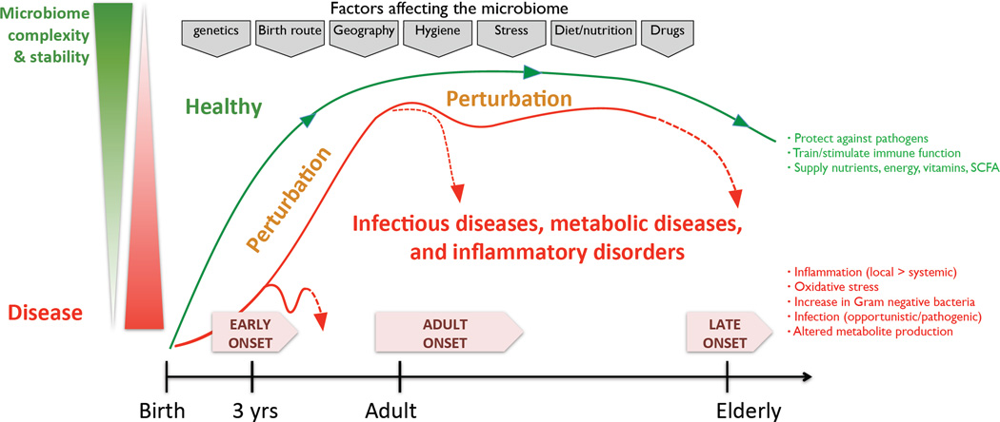 Factors affecting the microbiome
Microbiome
complexity
& stability
genetics
Birth route
Geography
Hygiene
Stress
Diet/nutrition
Drugs
Healthy
Perturbation
Perturbation
• Protect against pathogens
• Train/stimulate immune function
• Supply nutrients, energy, vitamins, SCFA
Infectious diseases, metabolic diseases,
and inflammatory disorders
• Inflammation (local > systemic)
• Oxidative stress
• Increase in Gram negative bacteria
• Infection (opportunistic/pathogenic)
• Altered metabolite production
Disease
EARLY
ONSET
ADULT
ONSET
LATE
ONSET
Birth
3 yrs
Adult
Elderly